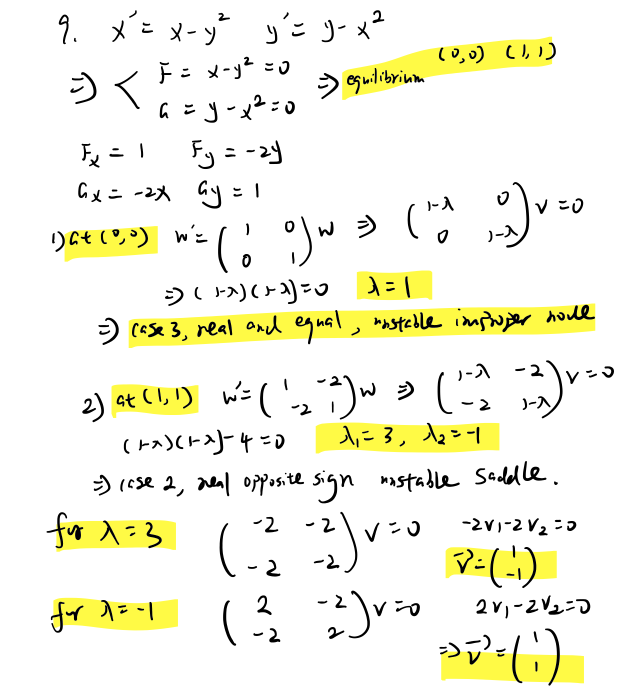 9. x′ = x - y² y′ = y - x²
⇒ < F = x - y² = 0 ⇒ equilibrium (0,0) (1,1)
G = y - x² = 0
Fx = 1 Fy = -2y
Gx = -2x Gy = 1
1) at (0,0) w′ = (1 0; 0 1) w ⇒ (1-λ 0; 0 1-λ) v = 0
⇒ (1-λ)(1-λ) = 0 λ = 1
⇒ case 3, real and equal, unstable improper node
2) at (1,1) w′ = (1 -2; -2 1) w ⇒ (1-λ -2; -2 1-λ) v = 0
(1-λ)(1-λ) - 4 = 0 λ₁ = 3, λ₂ = -1
⇒ case 2, real opposite sign unstable saddle.
for λ = 3 (-2 -2; -2 -2) v = 0 -2v₁ - 2v₂ = 0
v⃗ = (1; -1)
for λ = -1 (2 -2; -2 2) v = 0 2v₁ - 2v₂ = 0
⇒ v⃗ = (1; 1)